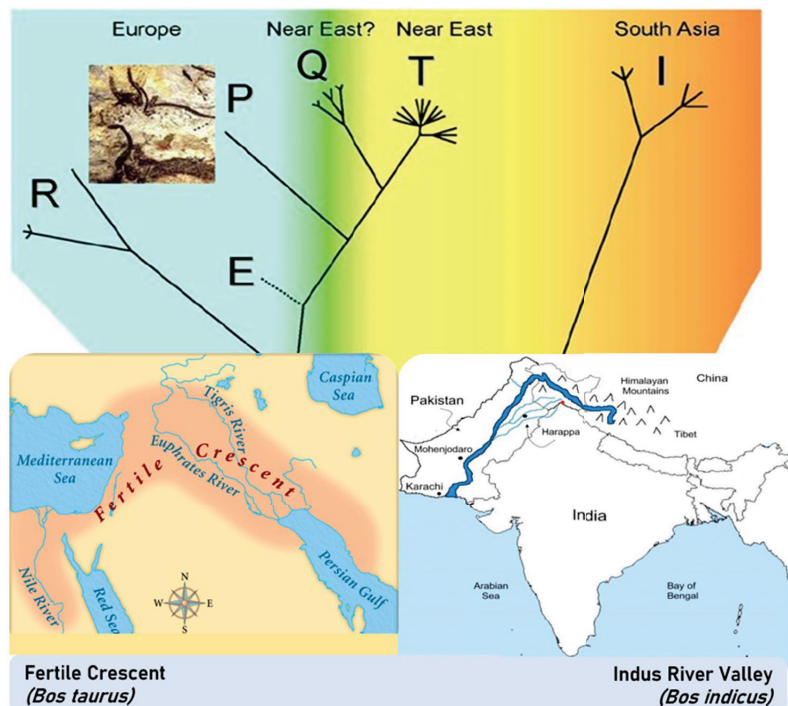 Europe
Near East?
Near East
South Asia
R
P
Q
T
I
E
Caspian
Sea
Mediterranean
Sea
Tigris River
Euphrates River
Fertile Crescent
Nile River
Red Sea
Persian Gulf
N
W
E
S
Pakistan
Himalayan
Mountains
China
Tibet
Harappa
Mohenjodaro
Karachi
India
Arabian
Sea
Bay of
Bengal
Fertile Crescent
(Bos taurus)
Indus River Valley
(Bos indicus)